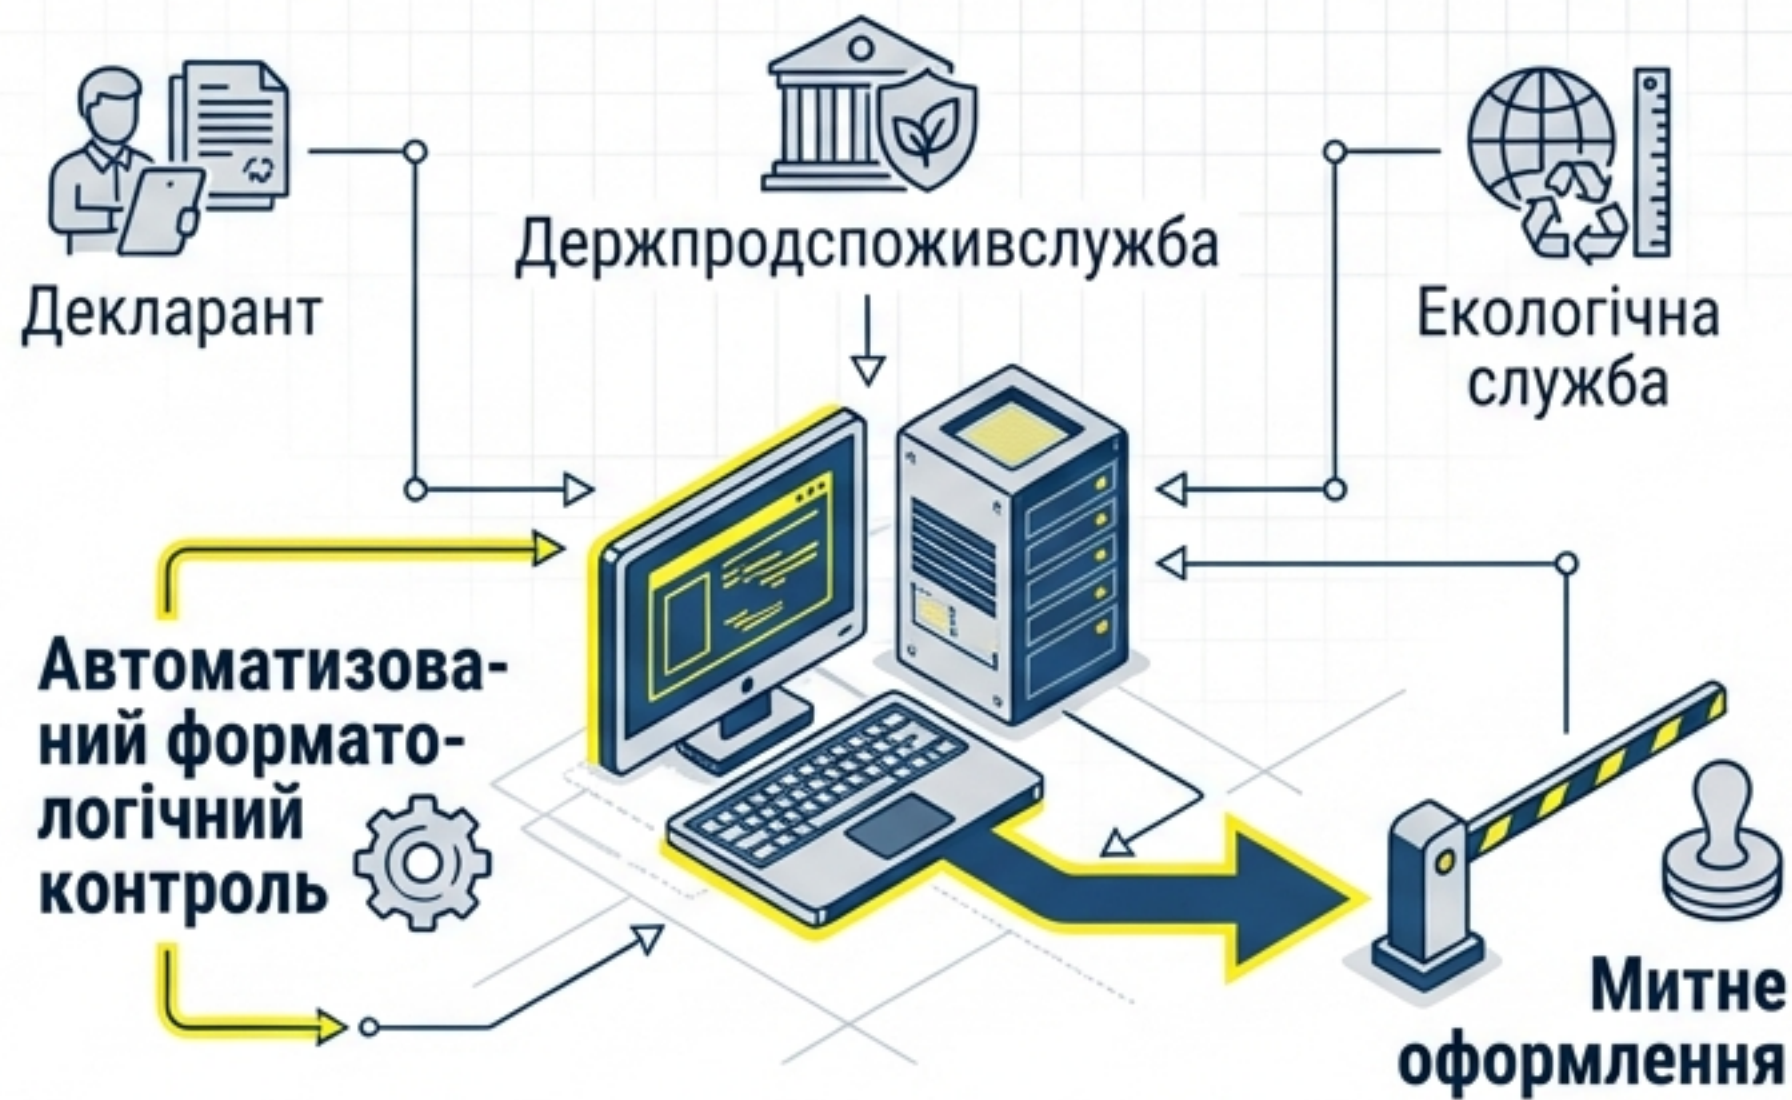 Декларант
Держпродспоживслужба
Екологічна
служба
Автоматизова-
ний формато-
логічний
контроль
Митне
оформлення